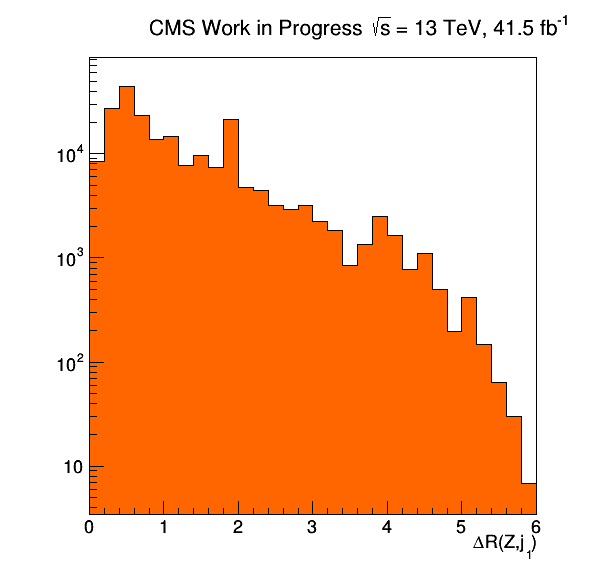 CMS Work in Progress √s = 13 TeV, 41.5 fb⁻¹
10⁴
10³
10²
10
0 1 2 3 4 5 6
ΔR(Z,j₁)